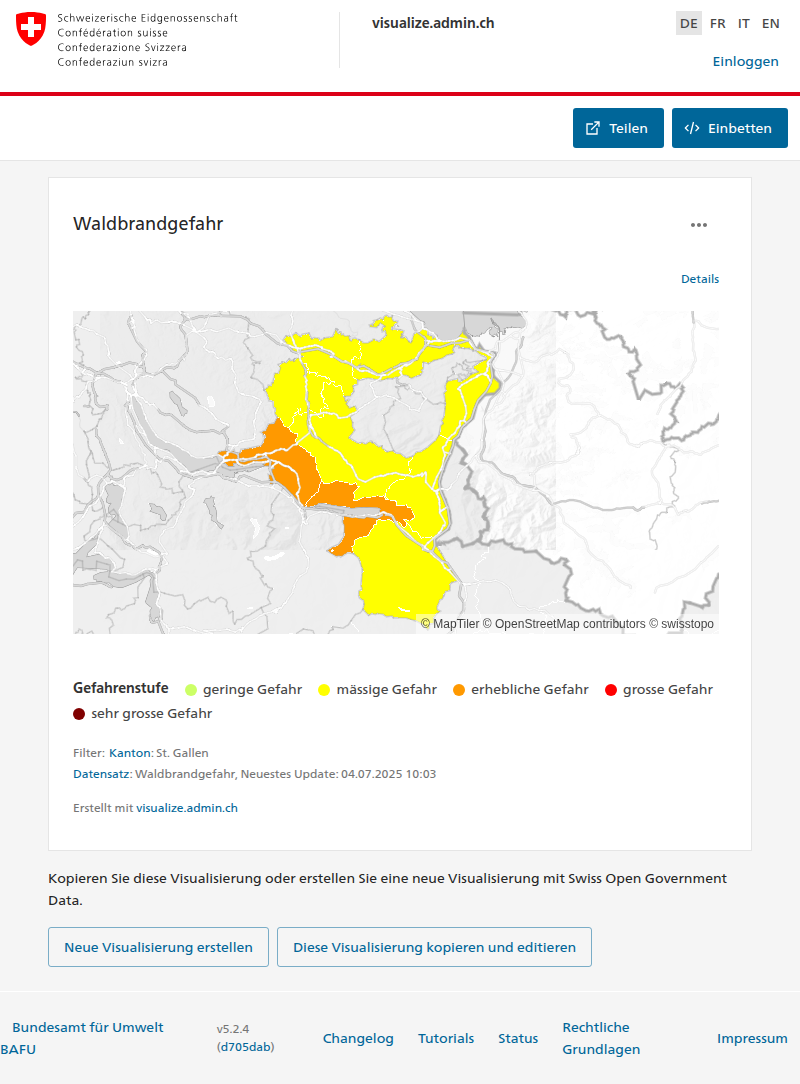 Schweizerische Eidgenossenschaft
Confédération suisse
Confederazione Svizzera
Confederaziun svizra
visualize.admin.ch
DE FR IT EN
Einloggen
Teilen
Einbetten
Waldbrandgefahr
Details
© MapTiler © OpenStreetMap contributors © swisstopo
Gefahrenstufe geringe Gefahr mässige Gefahr erhebliche Gefahr grosse Gefahr
sehr grosse Gefahr
Filter: Kanton: St. Gallen
Datensatz: Waldbrandgefahr, Neuestes Update: 04.07.2025 10:03
Erstellt mit visualize.admin.ch
Kopieren Sie diese Visualisierung oder erstellen Sie eine neue Visualisierung mit Swiss Open Government
Data.
Neue Visualisierung erstellen
Diese Visualisierung kopieren und editieren
Bundesamt für Umwelt
BAFU
v5.2.4
(d705dab)
Changelog
Tutorials
Status
Rechtliche
Grundlagen
Impressum